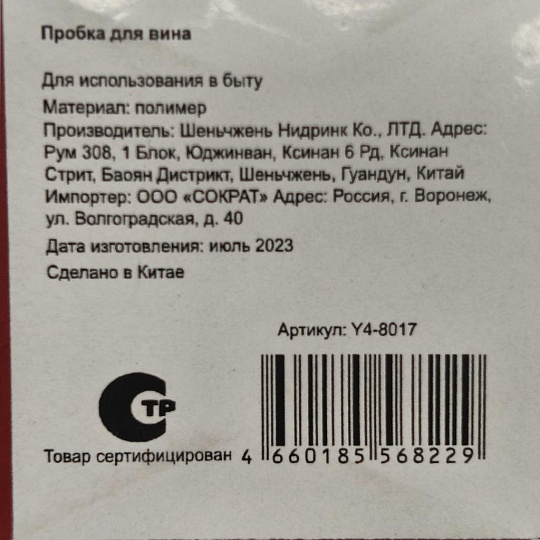 Пробка для вина
Для использования в быту
Материал: полимер
Производитель: Шеньчжень Нидринк Ко., ЛТД. Адрес:
Рум 308, 1 Блок, Юджинван, Ксинан 6 Рд, Ксинан
Стрит, Баоян Дистрикт, Шеньчжень, Гуандун, Китай
Импортер: ООО «СОКРАТ» Адрес: Россия, г. Воронеж,
ул. Волгоградская, д. 40
Дата изготовления: июль 2023
Сделано в Китае
Артикул: Y4-8017
СТР
Товар сертифицирован
4 660185 568229